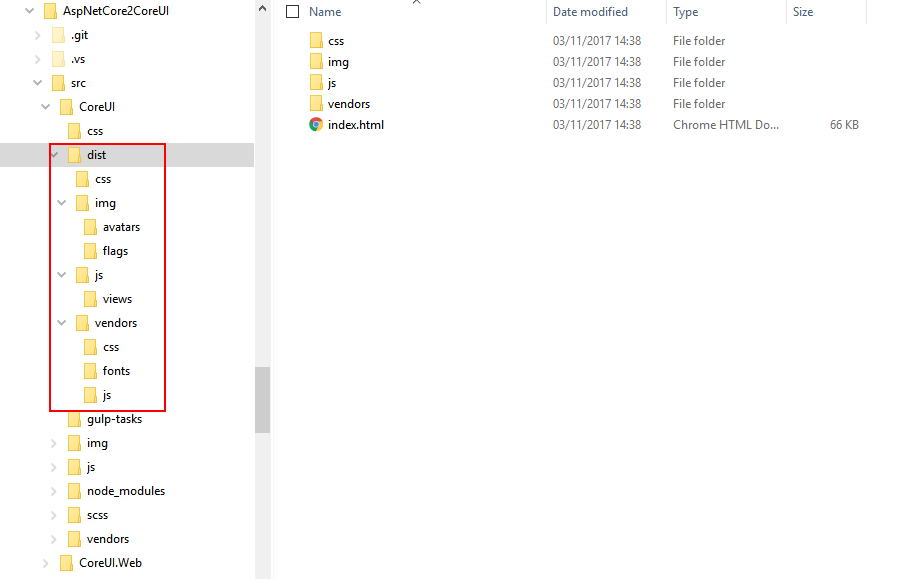 AspNetCore2CoreUI
.git
.vs
src
CoreUI
css
dist
css
img
avatars
flags
js
views
vendors
css
fonts
js
gulp-tasks
img
js
node_modules
scss
vendors
CoreUI.Web
Name Date modified Type Size
css 03/11/2017 14:38 File folder
img 03/11/2017 14:38 File folder
js 03/11/2017 14:38 File folder
vendors 03/11/2017 14:38 File folder
index.html 03/11/2017 14:38 Chrome HTML Do... 66 KB